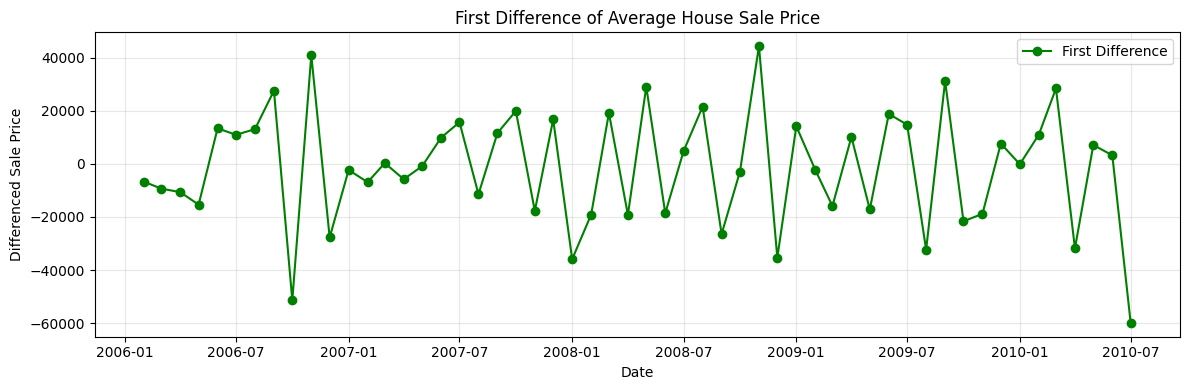 First Difference of Average House Sale Price
First Difference
Differenced Sale Price
40000
20000
0
−20000
−40000
−60000
2006-01 2006-07 2007-01 2007-07 2008-01 2008-07 2009-01 2009-07 2010-01 2010-07
Date